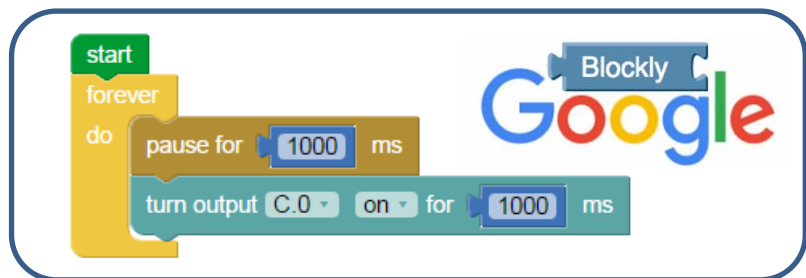 start
forever
do
pause for 1000 ms
turn output C.0 on for 1000 ms
Blockly
Google